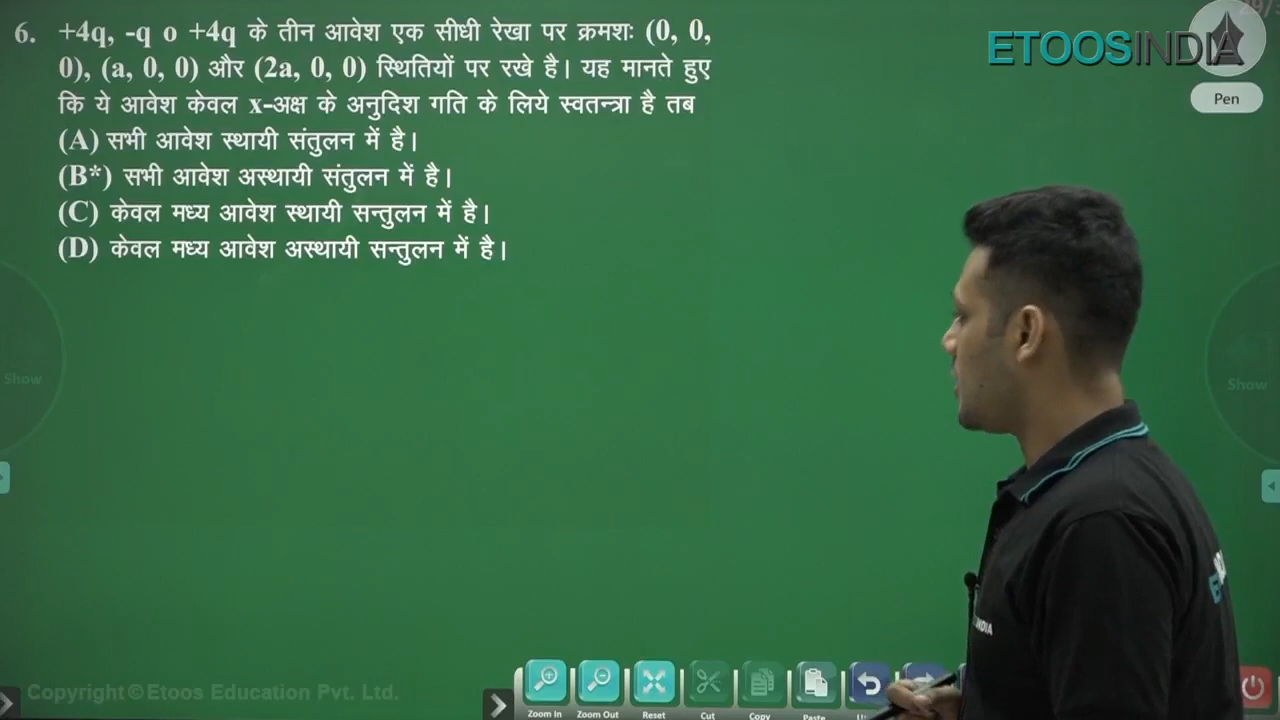 6. +4q, -q o +4q के तीन आवेश एक सीधी रेखा पर क्रमशः (0, 0,
0), (a, 0, 0) और (2a, 0, 0) स्थितियों पर रखे है। यह मानते हुए
कि ये आवेश केवल x-अक्ष के अनुदिश गति के लिये स्वतन्त्रा है तब
(A) सभी आवेश स्थायी संतुलन में है।
(B*) सभी आवेश अस्थायी संतुलन में है।
(C) केवल मध्य आवेश स्थायी सन्तुलन में है।
(D) केवल मध्य आवेश अस्थायी सन्तुलन में है।
ETOOSINDIA
Pen
Show
Show
INDIA
Copyright © Etoos Education Pvt. Ltd.
Zoom In Zoom Out Reset Cut Copy Paste